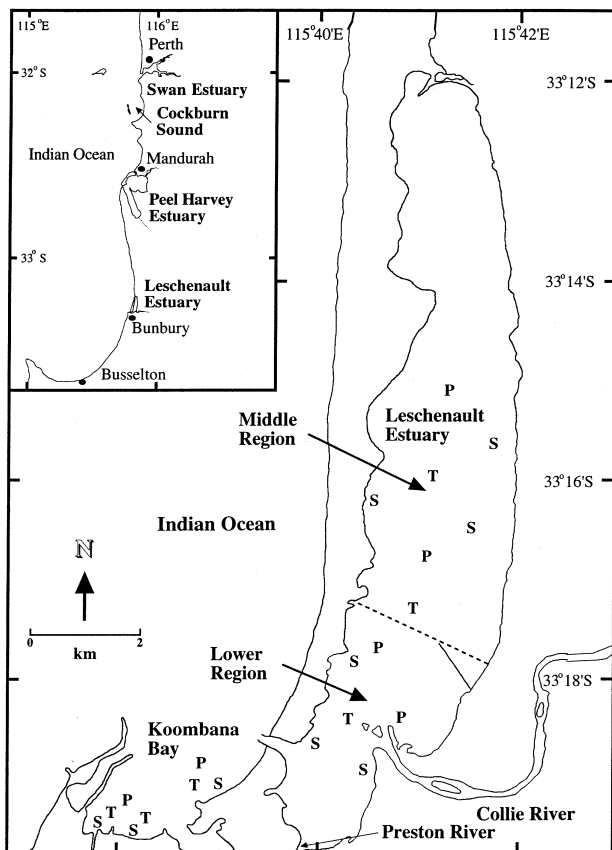 115°E
116°E
Perth
32°S
Swan Estuary
Cockburn
Sound
Indian Ocean
Mandurah
Peel Harvey
Estuary
33°S
Leschenault
Estuary
Bunbury
Busselton
115°40'E
115°42'E
33°12'S
33°14'S
P
Leschenault
Estuary
Middle
Region
S
T
33°16'S
S
Indian Ocean
S
N
P
T
0
2
km
P
Lower
Region
S
33°18'S
T
P
Koombana
Bay
S
P
S
T
S
P
T
T
S
S
Collie River
Preston River